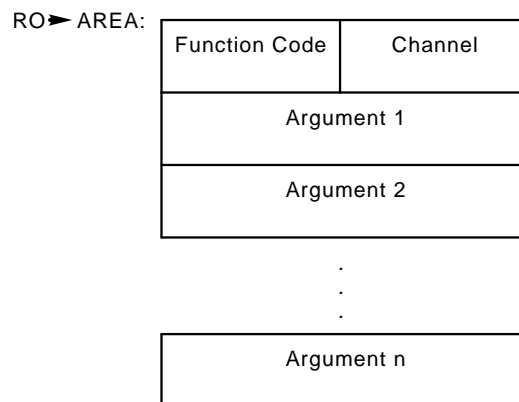 RO AREA:
Function Code Channel
Argument 1
Argument 2
.
.
.
Argument n